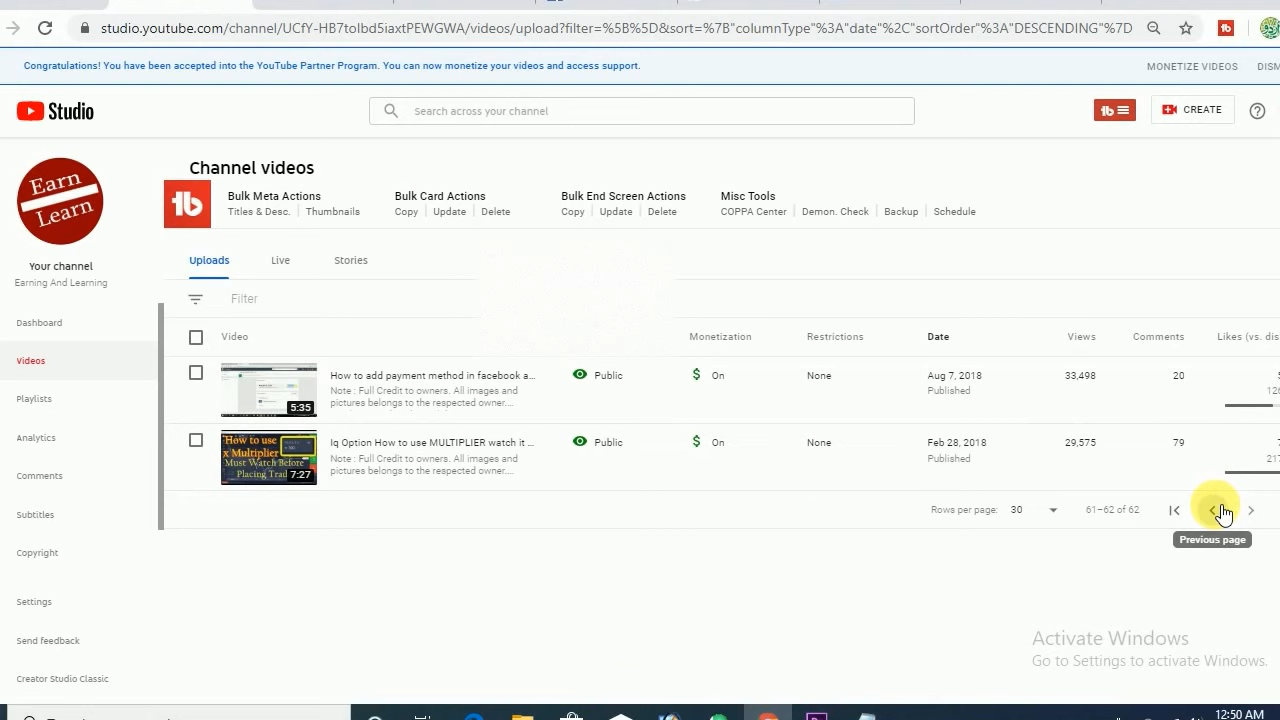 studio.youtube.com/channel/UCfY-HB7toIbd5iaxtPEWGWA/videos/upload?filter=%5B%5D&sort=%7B"columnType"%3A"date"%2C"sortOrder"%3A"DESCENDING"%7D
Congratulations! You have been accepted into the YouTube Partner Program. You can now monetize your videos and access support.
MONETIZE VIDEOS DISM
Studio
Search across your channel
CREATE
Earn
Learn
Your channel
Earning And Learning
Dashboard
Videos
Playlists
Analytics
Comments
Subtitles
Copyright
Settings
Send feedback
Creator Studio Classic
Channel videos
Bulk Meta Actions
Titles & Desc. Thumbnails
Bulk Card Actions
Copy Update Delete
Bulk End Screen Actions
Copy Update Delete
Misc Tools
COPPA Center Demon. Check Backup Schedule
Uploads Live Stories
Filter
Video Monetization Restrictions Date Views Comments Likes (vs. dis
5:35
How to add payment method in facebook a...
Note : Full Credit to owners. All images and
pictures belongs to the respected owner....
Public $ On None Aug 7, 2018 33,498 20
Published
How to use
x Multiplier
Must Watch Before
Placing Trad
7:27
Iq Option How to use MULTIPLIER watch it ...
Note : Full Credit to owners. All images and
pictures belongs to the respected owner....
Public $ On None Feb 28, 2018 29,575 79
Published
Rows per page: 30 61–62 of 62
Previous page
Activate Windows
Go to Settings to activate Windows.
12:50 AM